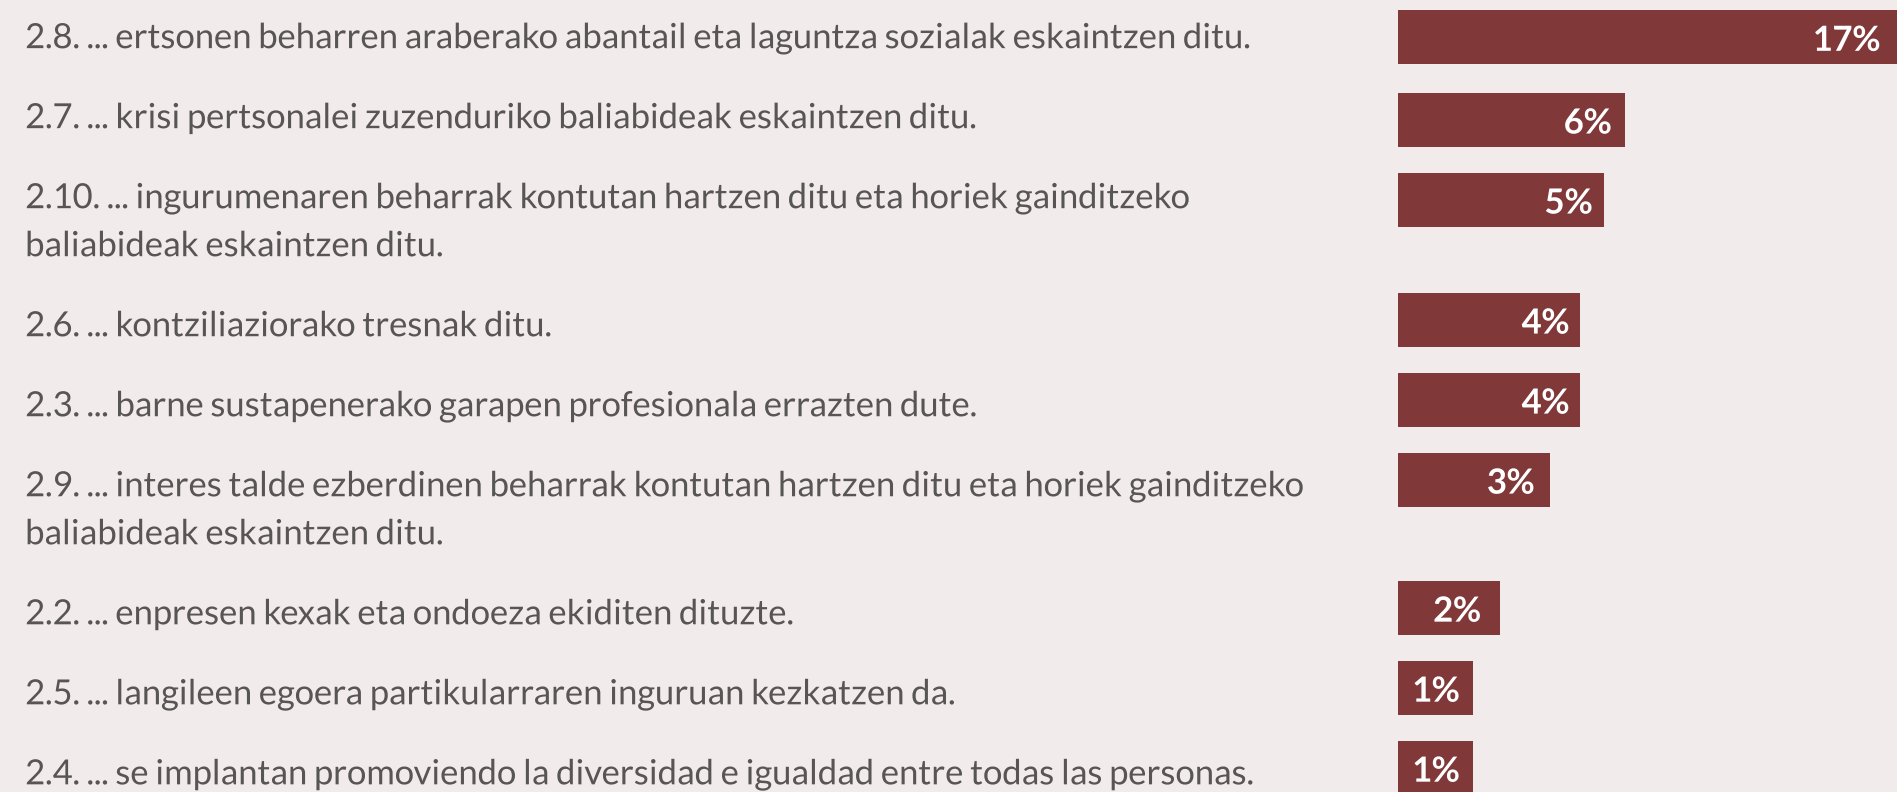 2.8. ... ertsonen beharren araberako abantail eta laguntza sozialak eskaintzen ditu.
17%
2.7. ... krisi pertsonalei zuzenduriko baliabideak eskaintzen ditu.
6%
2.10. ... ingurumenaren beharrak kontutan hartzen ditu eta horiek gainditzeko
baliabideak eskaintzen ditu.
5%
2.6. ... kontziliaziorako tresnak ditu.
4%
2.3. ... barne sustapenerako garapen profesionala errazten dute.
4%
2.9. ... interes talde ezberdinen beharrak kontutan hartzen ditu eta horiek gainditzeko
baliabideak eskaintzen ditu.
3%
2.2. ... enpresen kexak eta ondoeza ekiditen dituzte.
2%
2.5. ... langileen egoera partikularraren inguruan kezkatzen da.
1%
2.4. ... se implantan promoviendo la diversidad e igualdad entre todas las personas.
1%